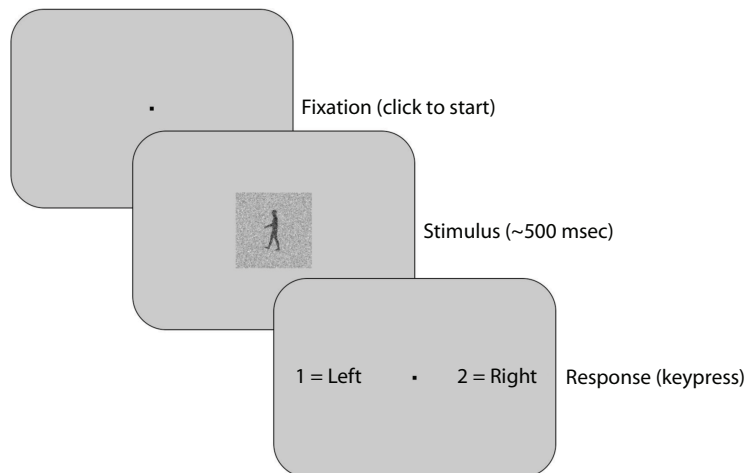 Fixation (click to start)
Stimulus (~500 msec)
1 = Left 2 = Right
Response (keypress)